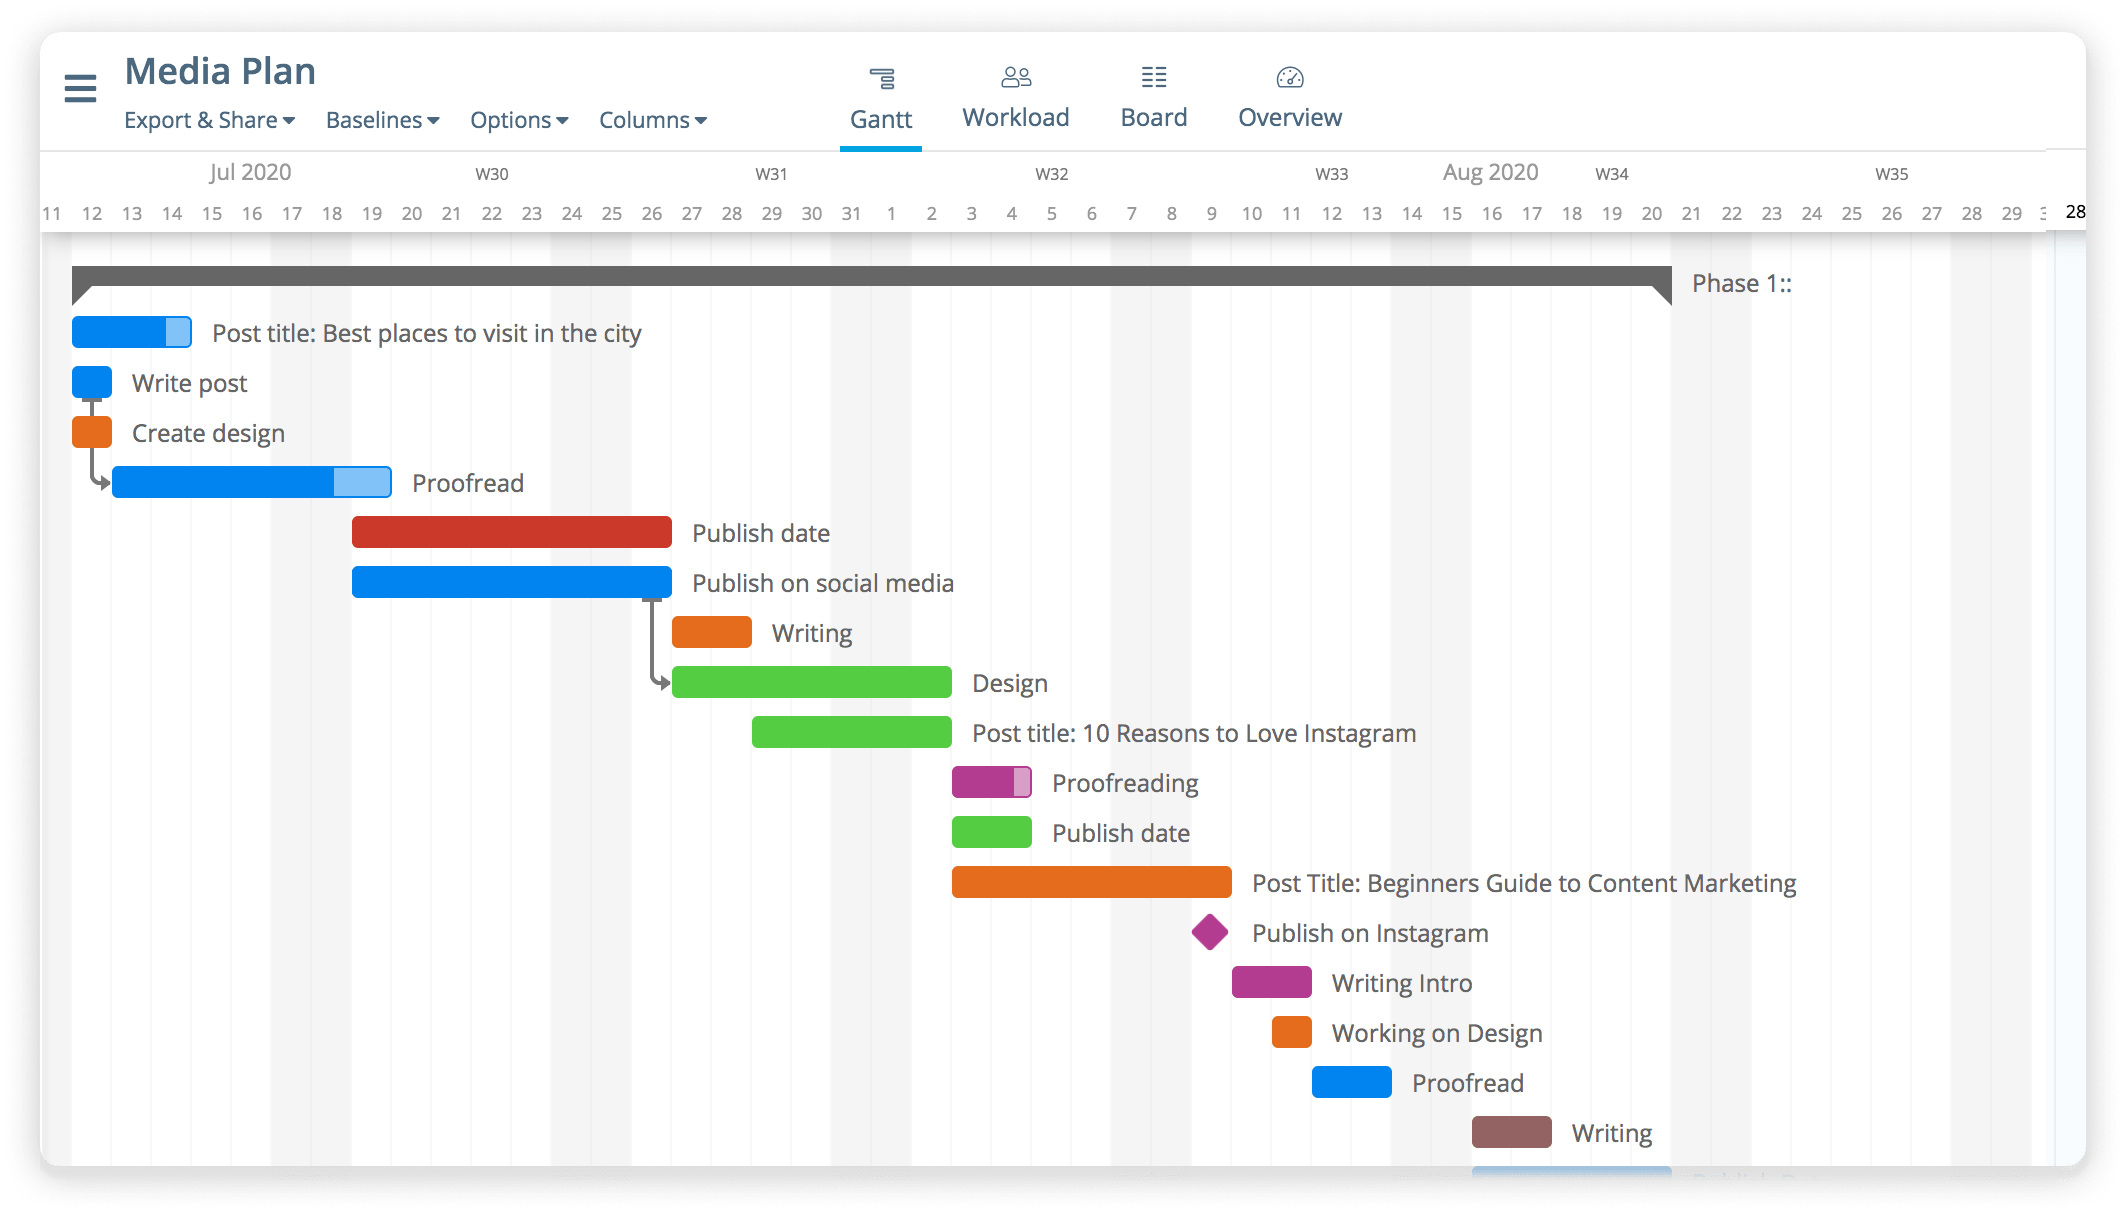 Media Plan
Export & Share Baselines Options Columns
Gantt Workload Board Overview
Jul 2020 W30 W31 W32 W33 Aug 2020 W34 W35
11 12 13 14 15 16 17 18 19 20 21 22 23 24 25 26 27 28 29 30 31 1 2 3 4 5 6 7 8 9 10 11 12 13 14 15 16 17 18 19 20 21 22 23 24 25 26 27 28 29 28
Phase 1::
Post title: Best places to visit in the city
Write post
Create design
Proofread
Publish date
Publish on social media
Writing
Design
Post title: 10 Reasons to Love Instagram
Proofreading
Publish date
Post Title: Beginners Guide to Content Marketing
Publish on Instagram
Writing Intro
Working on Design
Proofread
Writing